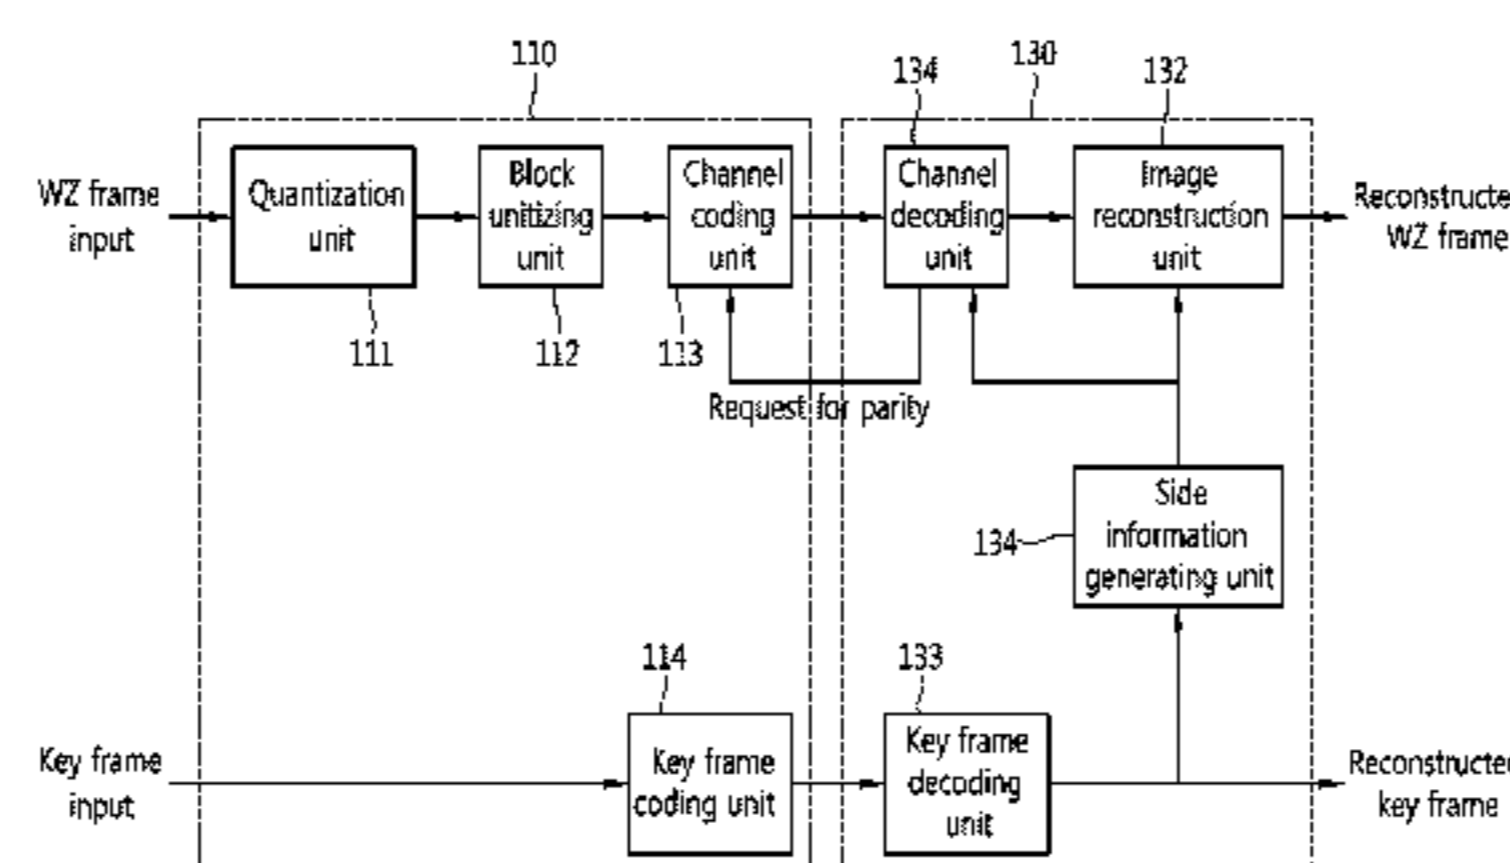 110
130
134
132
WZ frame
input
Quantization
unit
Block
unitizing
unit
Channel
coding
unit
Channel
decoding
unit
Image
reconstruction
unit
Reconstructe
WZ frame
111
112
113
Request for parity
134
Side
information
generating unit
114
133
Key frame
input
Key frame
coding unit
Key frame
decoding
unit
Reconstructe
key frame